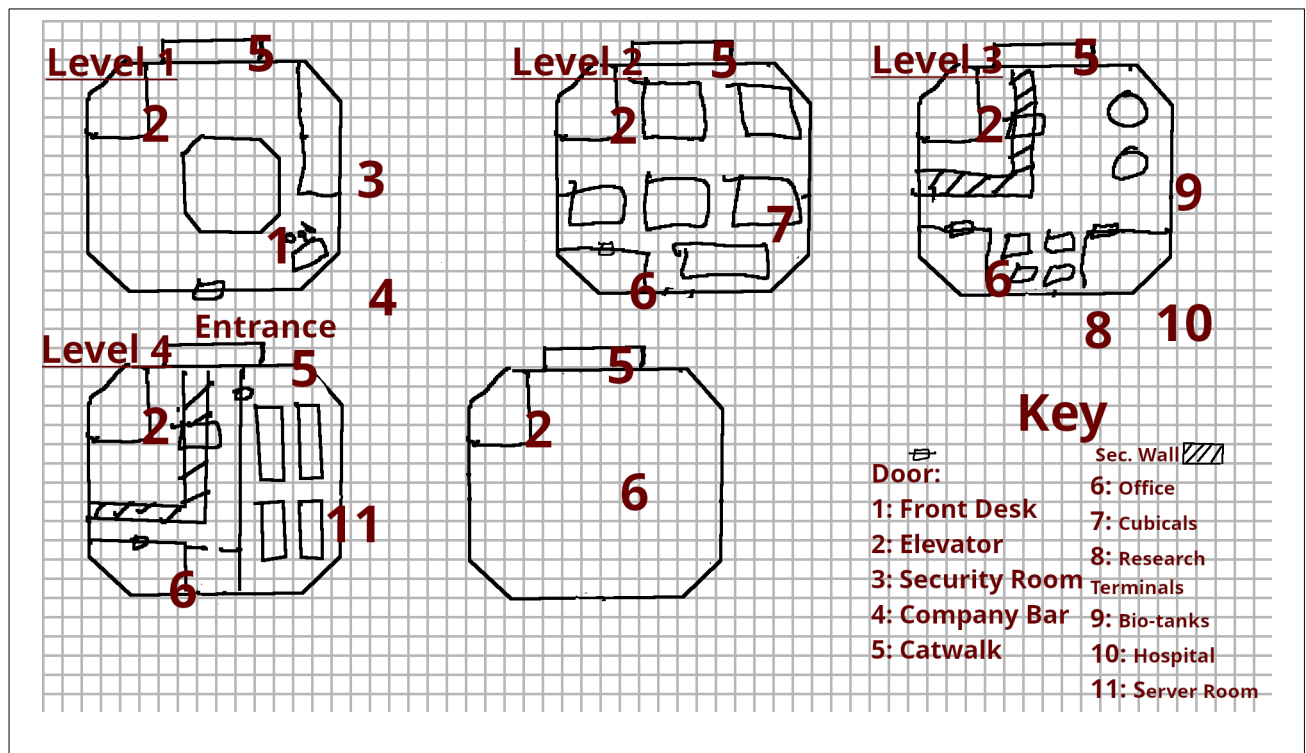 Level 1
5
2
3
1
4
Entrance
Level 2
5
2
7
6
Level 3
5
2
9
6
8
10
Level 4
5
2
11
6
5
2
6
Key
Door:
1: Front Desk
2: Elevator
3: Security Room
4: Company Bar
5: Catwalk
Sec. Wall
6: Office
7: Cubicals
8: Research
Terminals
9: Bio-tanks
10: Hospital
11: Server Room